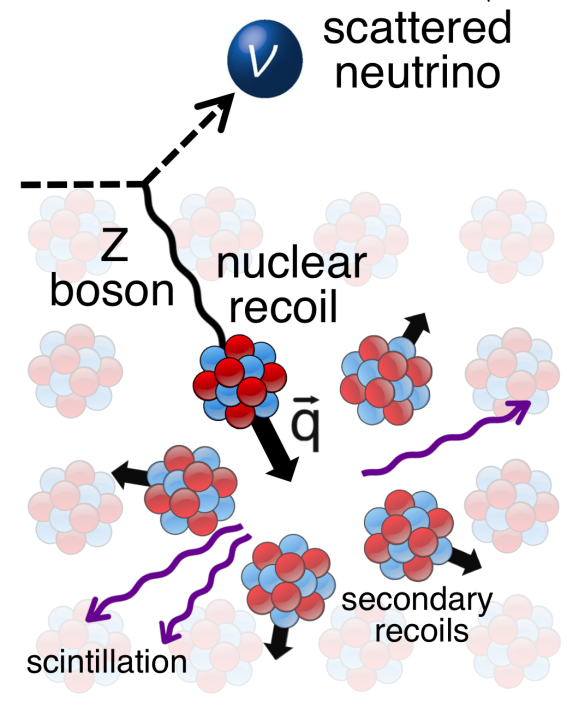 scattered
neutrino
ν
Z
boson
nuclear
recoil
q⃗
secondary
recoils
scintillation